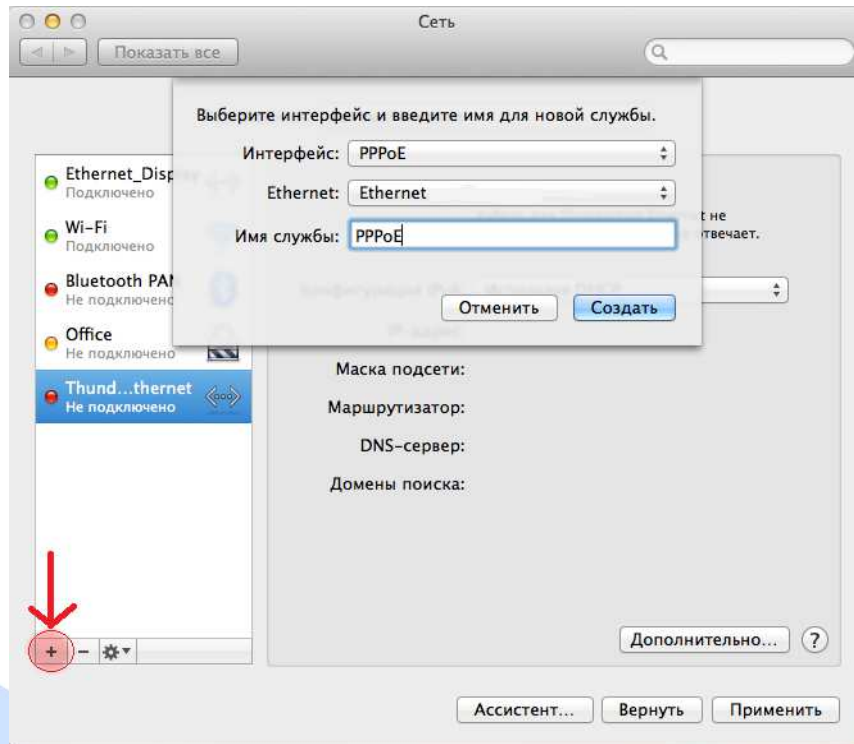 Сеть
Показать все
Выберите интерфейс и введите имя для новой службы.
Интерфейс: PPPoE
Ethernet: Ethernet
Имя службы: PPPoE
Отменить
Создать
Ethernet_Disp
Подключено
Wi-Fi
Подключено
Bluetooth PAN
Не подключено
Office
Не подключено
Thund...thernet
Не подключено
не
твечает.
Маска подсети:
Маршрутизатор:
DNS-сервер:
Домены поиска:
+ -
Дополнительно... ?
Ассистент... Вернуть Применить